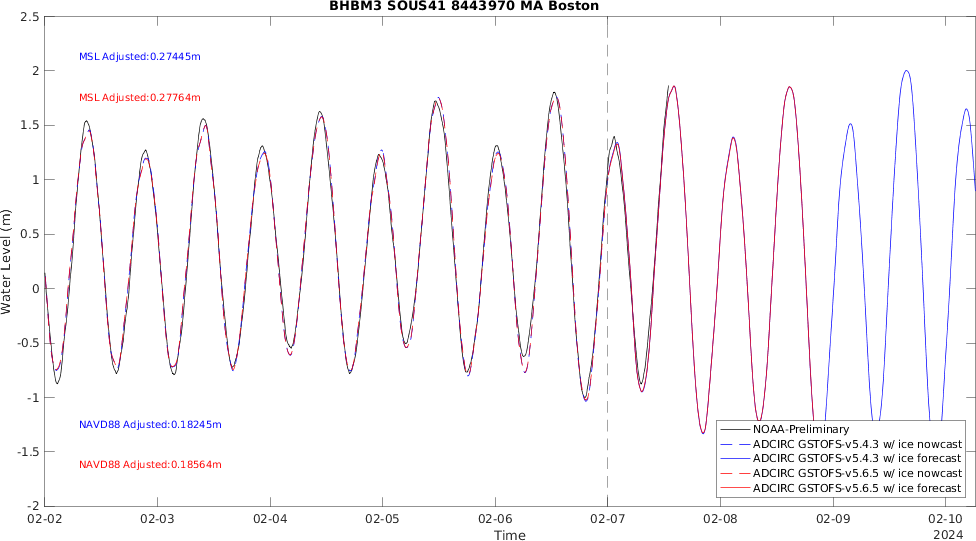 BHBM3 SOUS41 8443970 MA Boston
2.5
2
1.5
1
0.5
0
-0.5
-1
-1.5
-2
Water Level (m)
MSL Adjusted:0.27445m
MSL Adjusted:0.27764m
NAVD88 Adjusted:0.18245m
NAVD88 Adjusted:0.18564m
NOAA-Preliminary
ADCIRC GSTOFS-v5.4.3 w/ ice nowcast
ADCIRC GSTOFS-v5.4.3 w/ ice forecast
ADCIRC GSTOFS-v5.6.5 w/ ice nowcast
ADCIRC GSTOFS-v5.6.5 w/ ice forecast
02-02 02-03 02-04 02-05 02-06 02-07 02-08 02-09 02-10
Time
2024